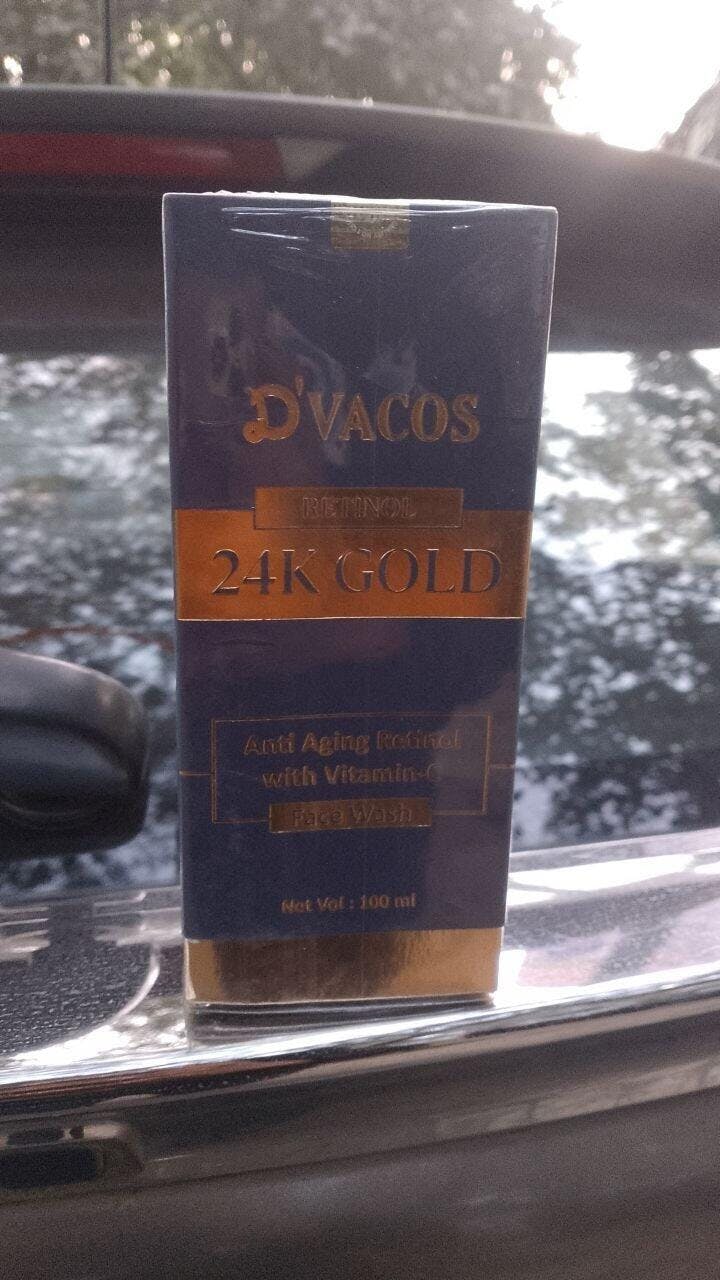 D'VACOS
RETINOL
24K GOLD
Anti Aging Retinol
with Vitamin-C
Face Wash
Net Vol : 100 ml